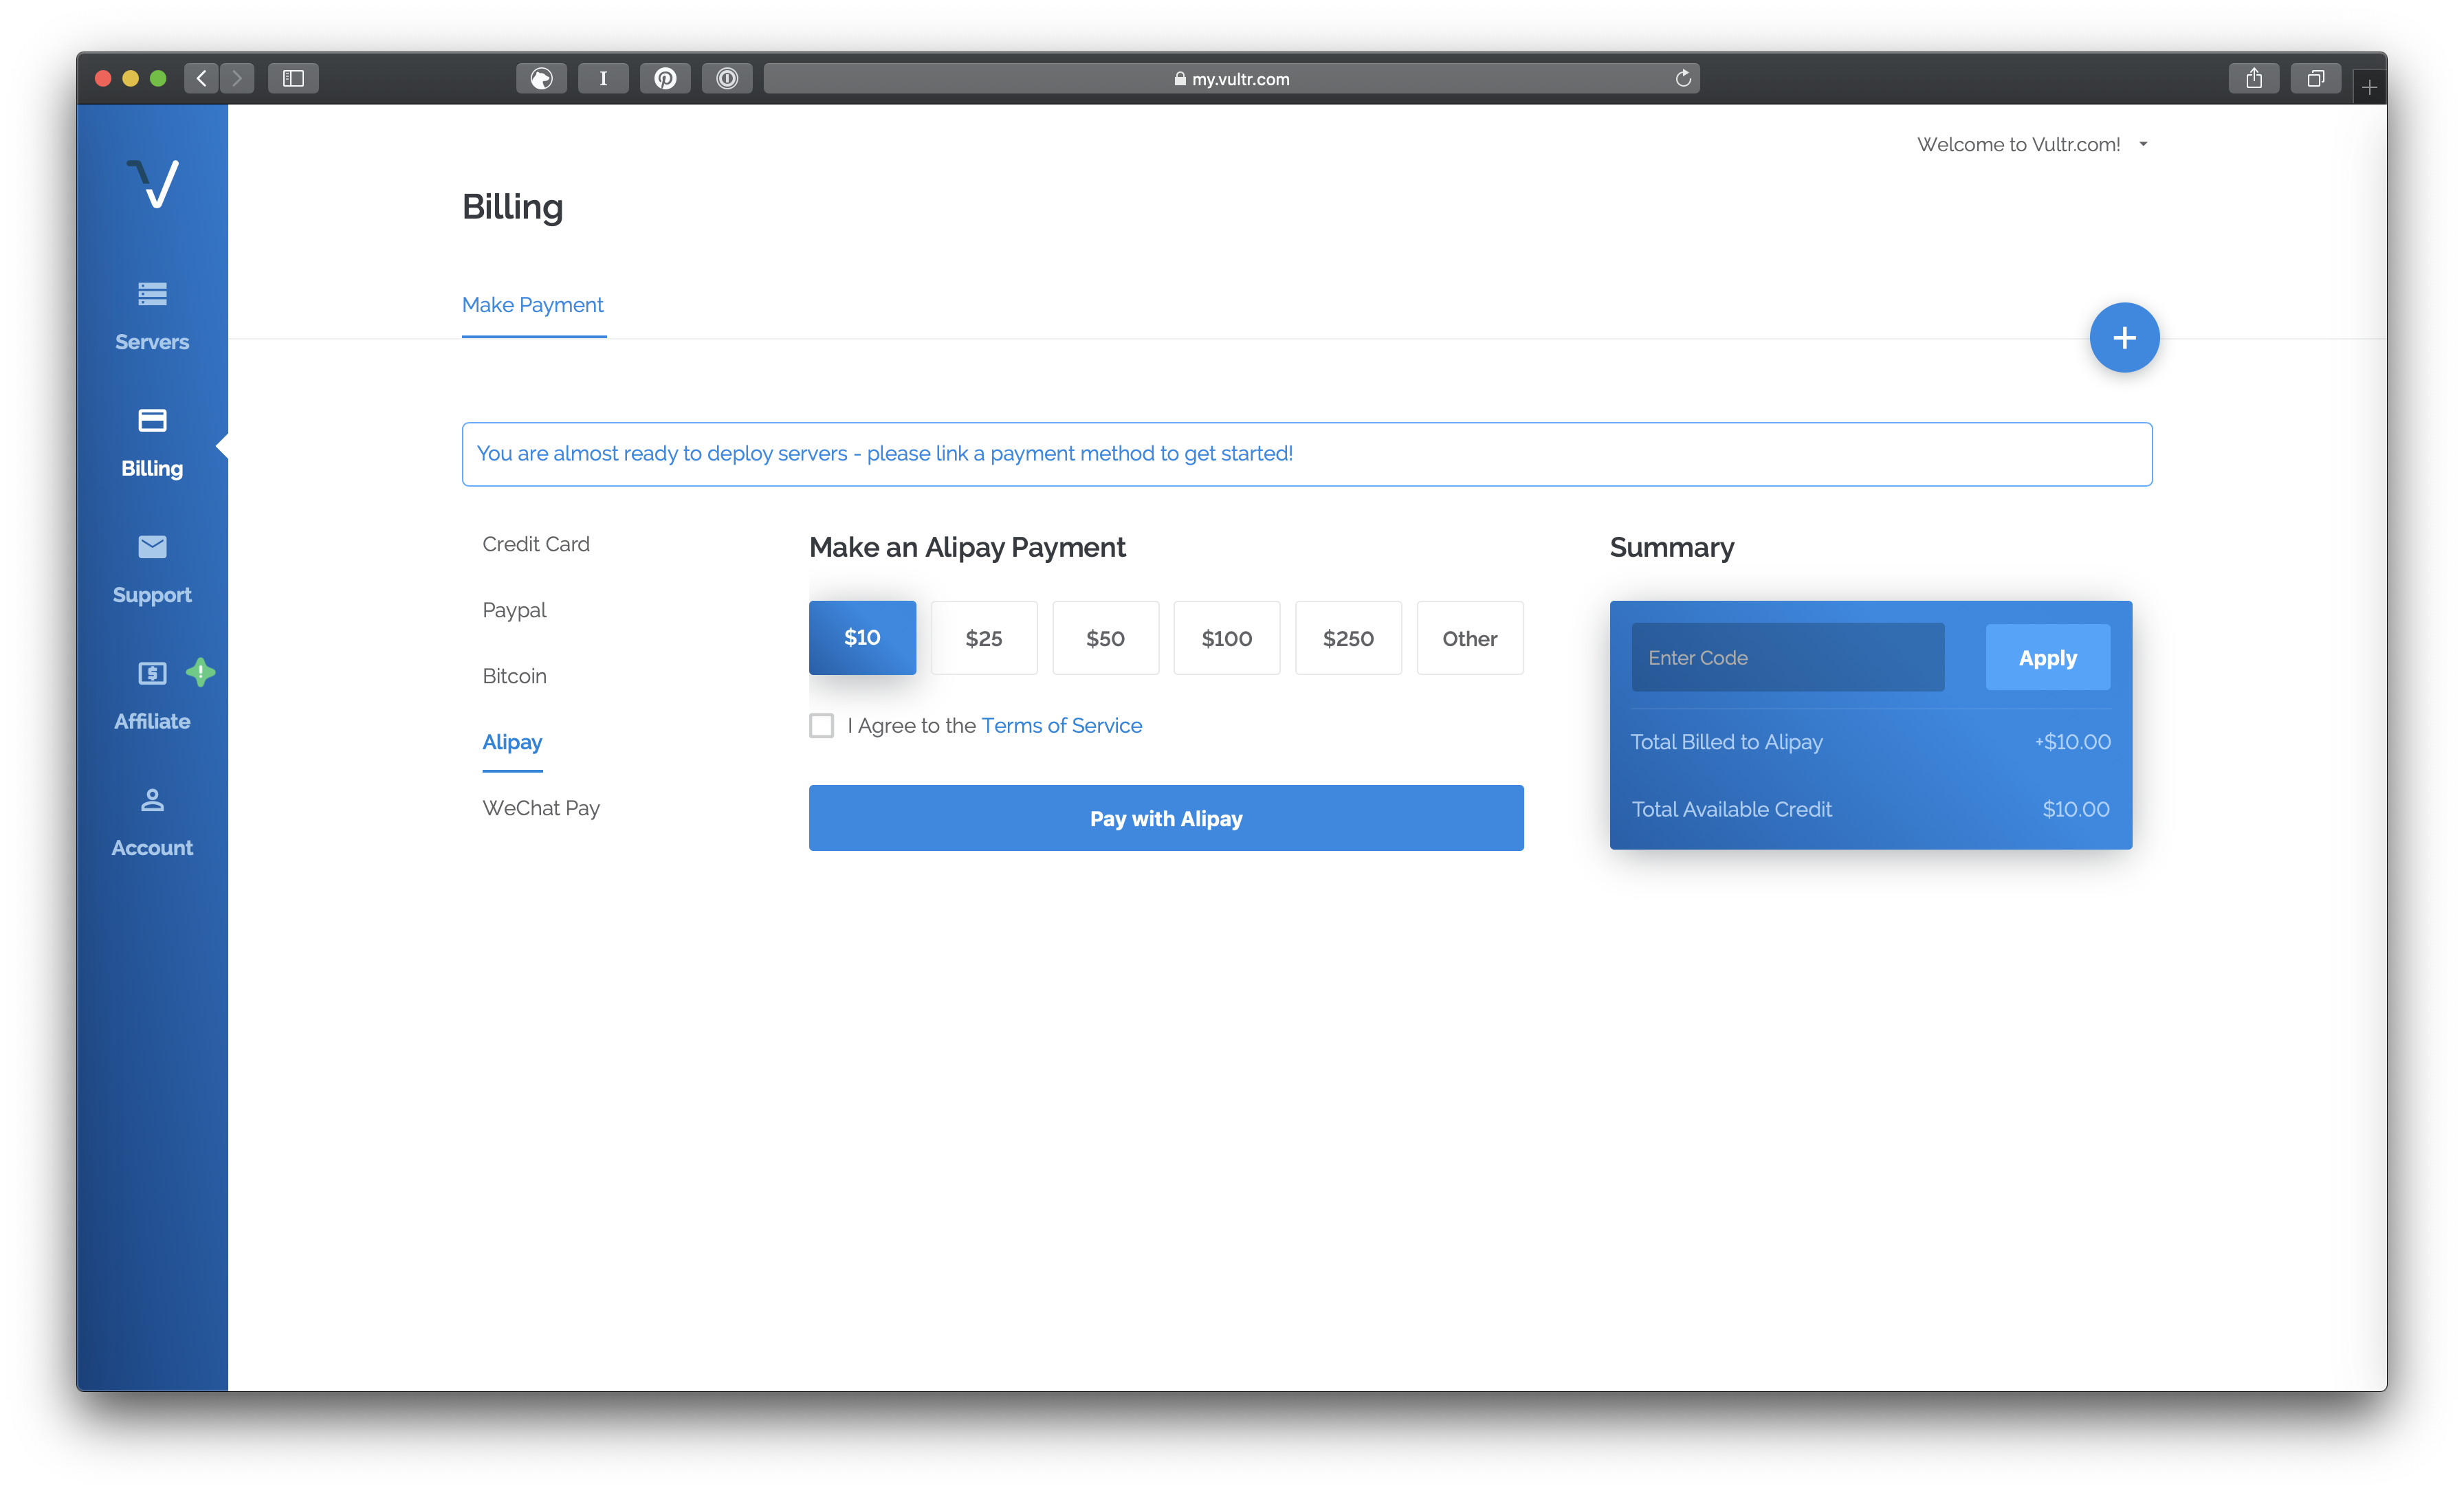 my.vultr.com
Welcome to Vultr.com!
Billing
Make Payment
Servers
Billing
Support
Affiliate
Account
You are almost ready to deploy servers - please link a payment method to get started!
Credit Card
Paypal
Bitcoin
Alipay
WeChat Pay
Make an Alipay Payment
$10 $25 $50 $100 $250 Other
I Agree to the Terms of Service
Pay with Alipay
Summary
Enter Code Apply
Total Billed to Alipay +$10.00
Total Available Credit $10.00